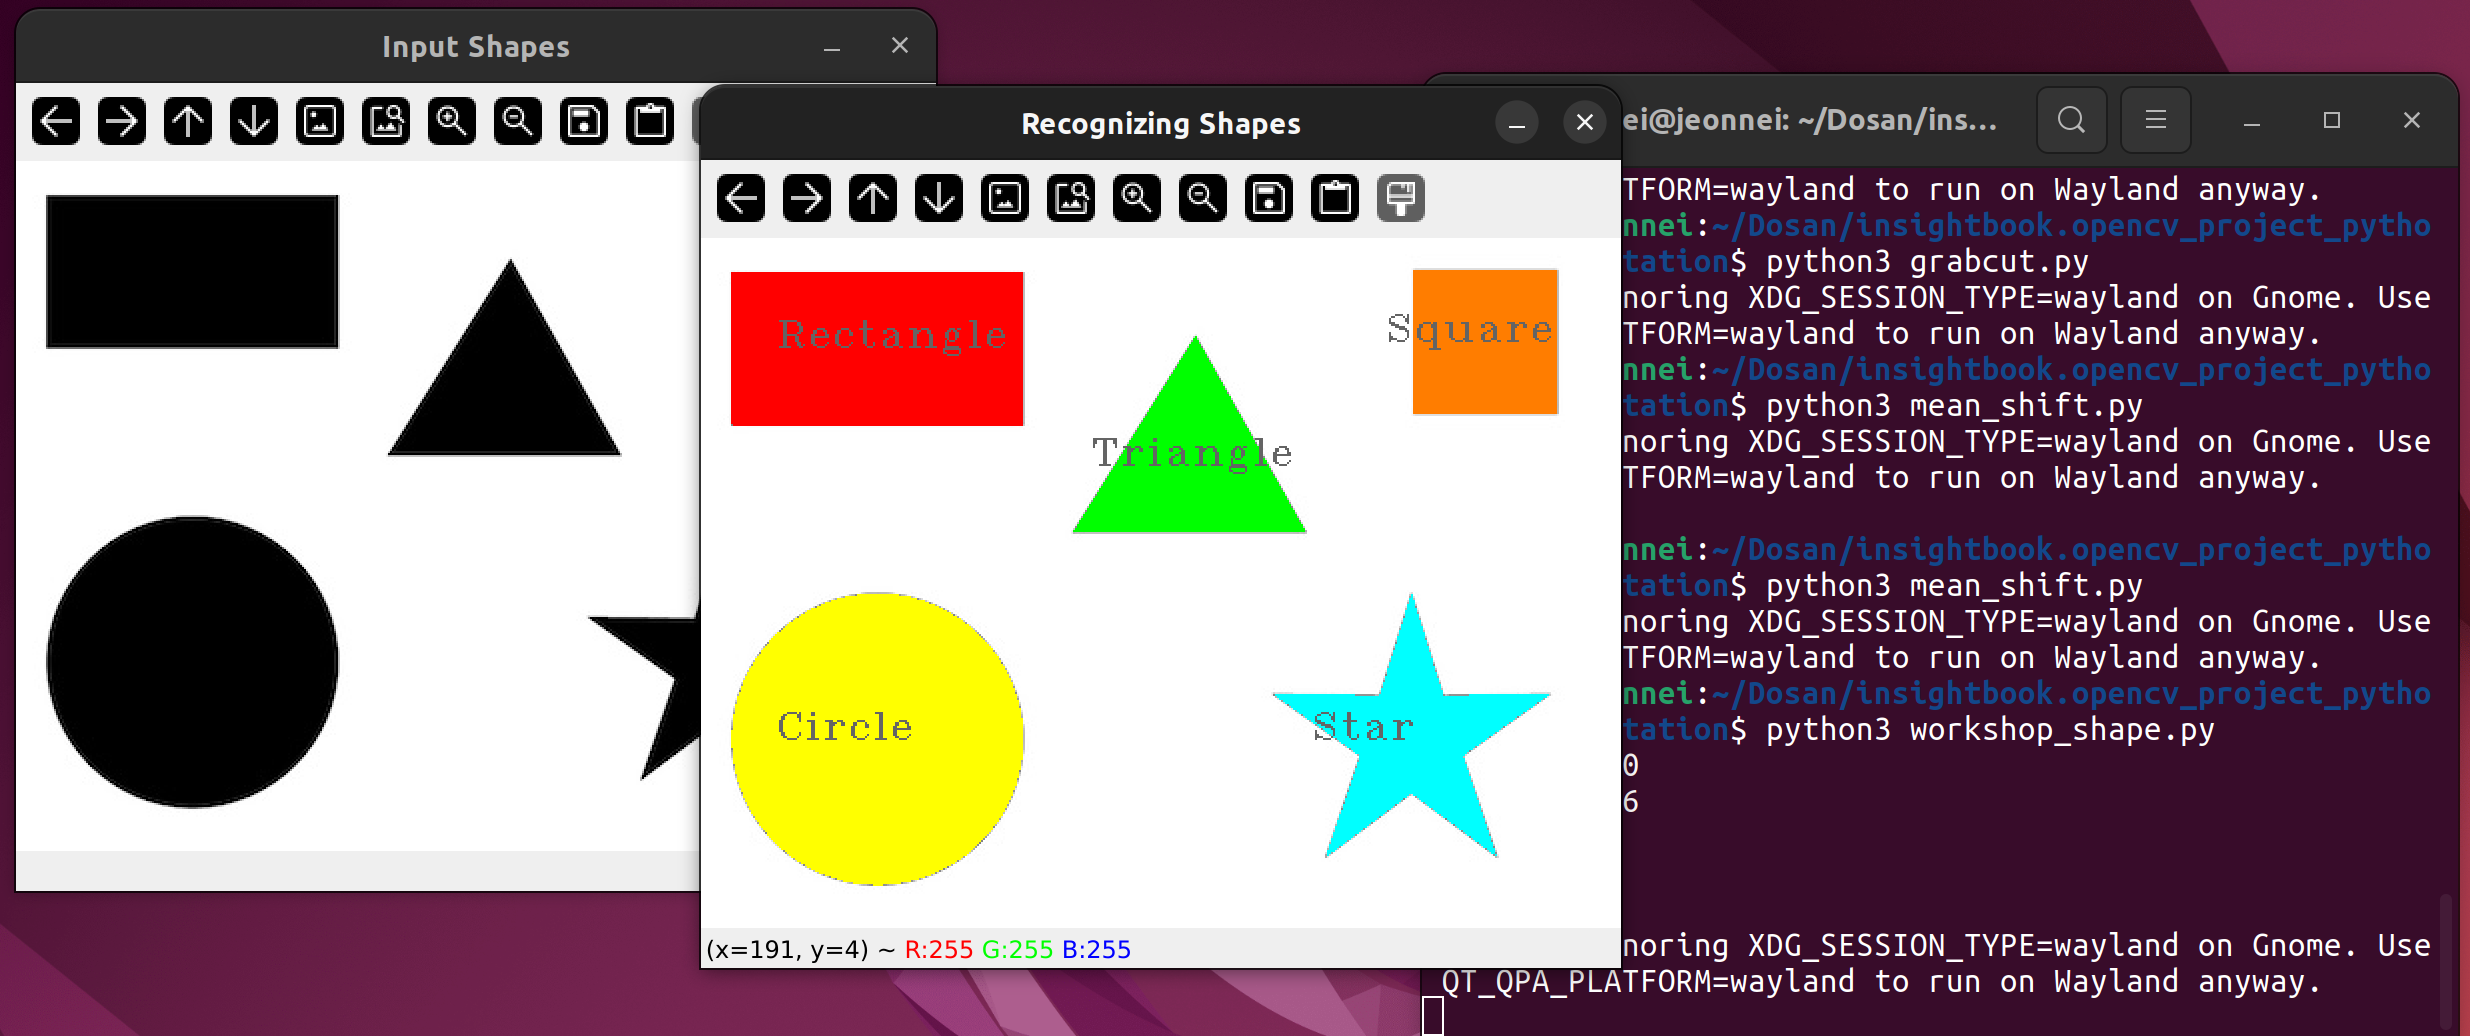 Input Shapes
Recognizing Shapes
Rectangle
Square
Triangle
Circle
Star
(x=191, y=4) ~ R:255 G:255 B:255
ei@jeonnei: ~/Dosan/ins...
TFORM=wayland to run on Wayland anyway.
nnei:~/Dosan/insightbook.opencv_project_pytho
tation$ python3 grabcut.py
noring XDG_SESSION_TYPE=wayland on Gnome. Use
TFORM=wayland to run on Wayland anyway.
nnei:~/Dosan/insightbook.opencv_project_pytho
tation$ python3 mean_shift.py
noring XDG_SESSION_TYPE=wayland on Gnome. Use
TFORM=wayland to run on Wayland anyway.
nnei:~/Dosan/insightbook.opencv_project_pytho
tation$ python3 mean_shift.py
noring XDG_SESSION_TYPE=wayland on Gnome. Use
TFORM=wayland to run on Wayland anyway.
nnei:~/Dosan/insightbook.opencv_project_pytho
tation$ python3 workshop_shape.py
0
6
noring XDG_SESSION_TYPE=wayland on Gnome. Use
QT_QPA_PLATFORM=wayland to run on Wayland anyway.